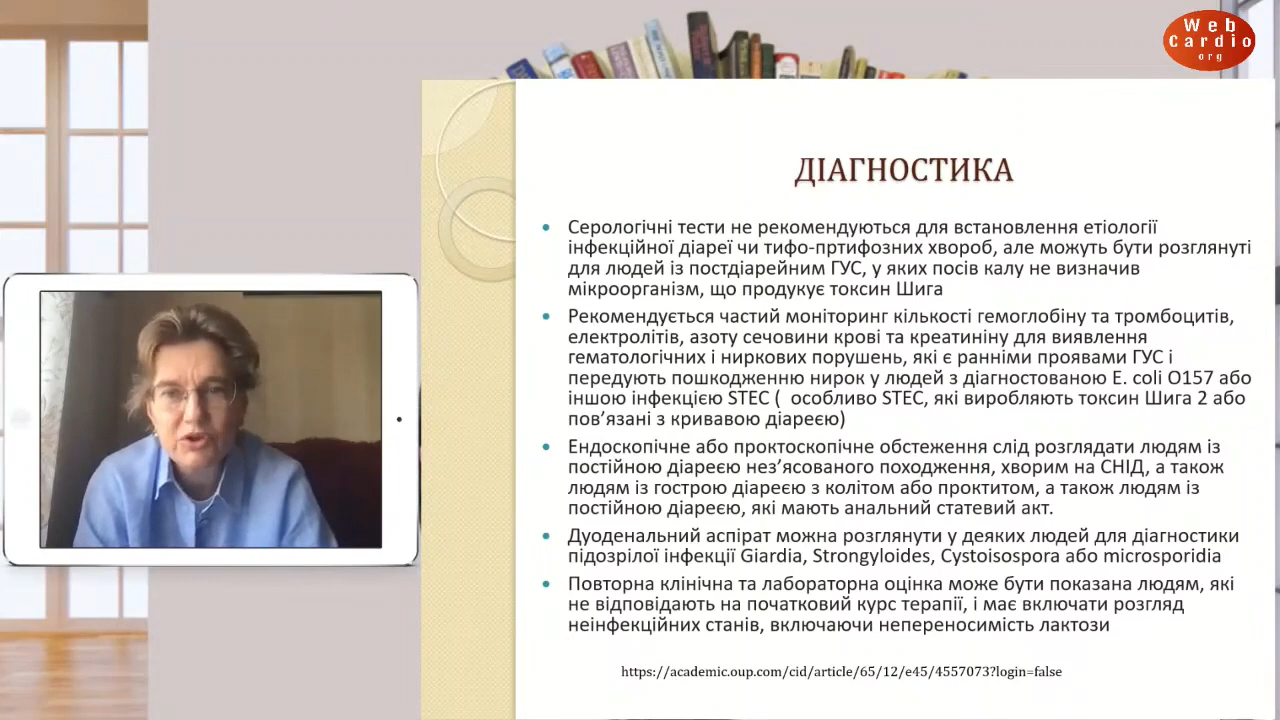 Web
Cardio
org
ДІАГНОСТИКА
• Серологічні тести не рекомендуються для встановлення етіології
інфекційної діареї чи тифо-пртифозних хвороб, але можуть бути розглянуті
для людей із постдіарейним ГУС, у яких посів калу не визначив
мікроорганізм, що продукує токсин Шига
• Рекомендується частий моніторинг кількості гемоглобіну та тромбоцитів,
електролітів, азоту сечовини крові та креатиніну для виявлення
гематологічних і ниркових порушень, які є ранніми проявами ГУС і
передують пошкодженню нирок у людей з діагностованою E. coli O157 або
іншою інфекцією STEC ( особливо STEC, які виробляють токсин Шига 2 або
пов’язані з кривавою діареєю)
• Ендоскопічне або проктоскопічне обстеження слід розглядати людям із
постійною діареєю нез’ясованого походження, хворим на СНІД, а також
людям із гострою діареєю з колітом або проктитом, а також людям із
постійною діареєю, які мають анальний статевий акт.
• Дуоденальний аспірат можна розглянути у деяких людей для діагностики
підозрілої інфекції Giardia, Strongyloides, Cystoisospora або microsporidia
• Повторна клінічна та лабораторна оцінка може бути показана людям, які
не відповідають на початковий курс терапії, і має включати розгляд
неінфекційних станів, включаючи непереносимість лактози
https://academic.oup.com/cid/article/65/12/e45/4557073?login=false